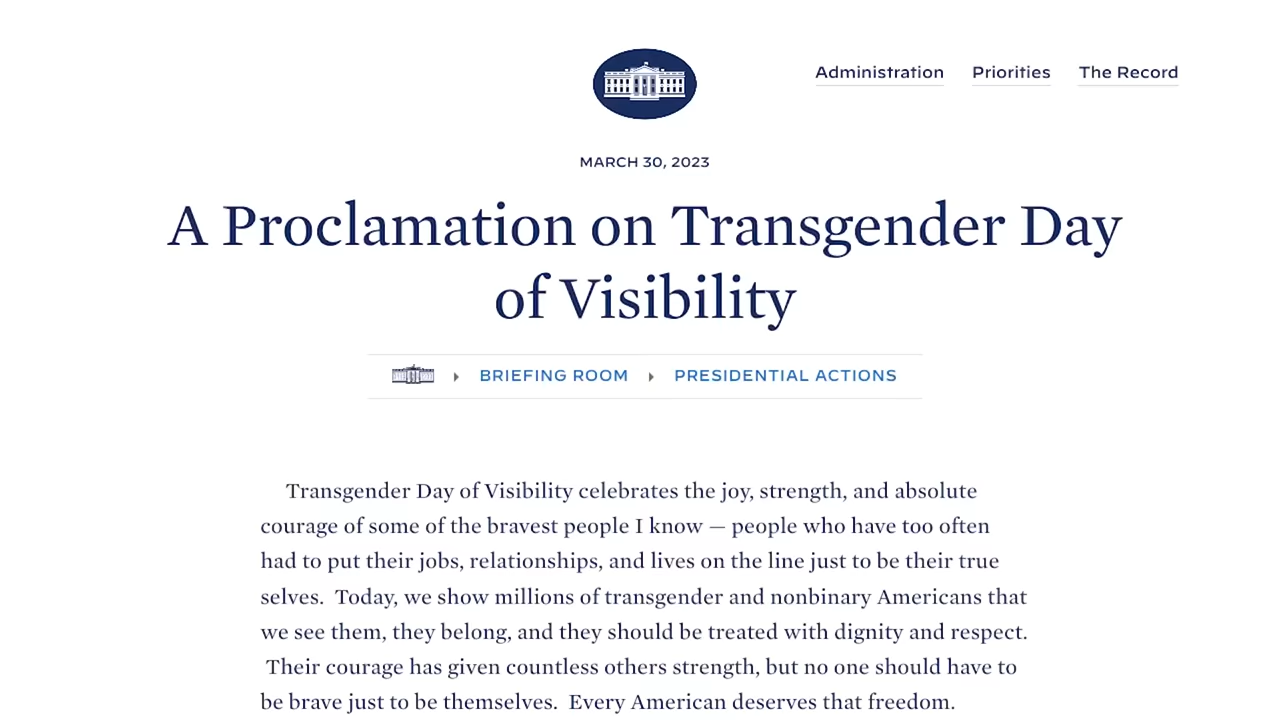 Administration Priorities The Record
MARCH 30, 2023
A Proclamation on Transgender Day
of Visibility
BRIEFING ROOM PRESIDENTIAL ACTIONS
Transgender Day of Visibility celebrates the joy, strength, and absolute
courage of some of the bravest people I know — people who have too often
had to put their jobs, relationships, and lives on the line just to be their true
selves.  Today, we show millions of transgender and nonbinary Americans that
we see them, they belong, and they should be treated with dignity and respect.
Their courage has given countless others strength, but no one should have to
be brave just to be themselves.  Every American deserves that freedom.